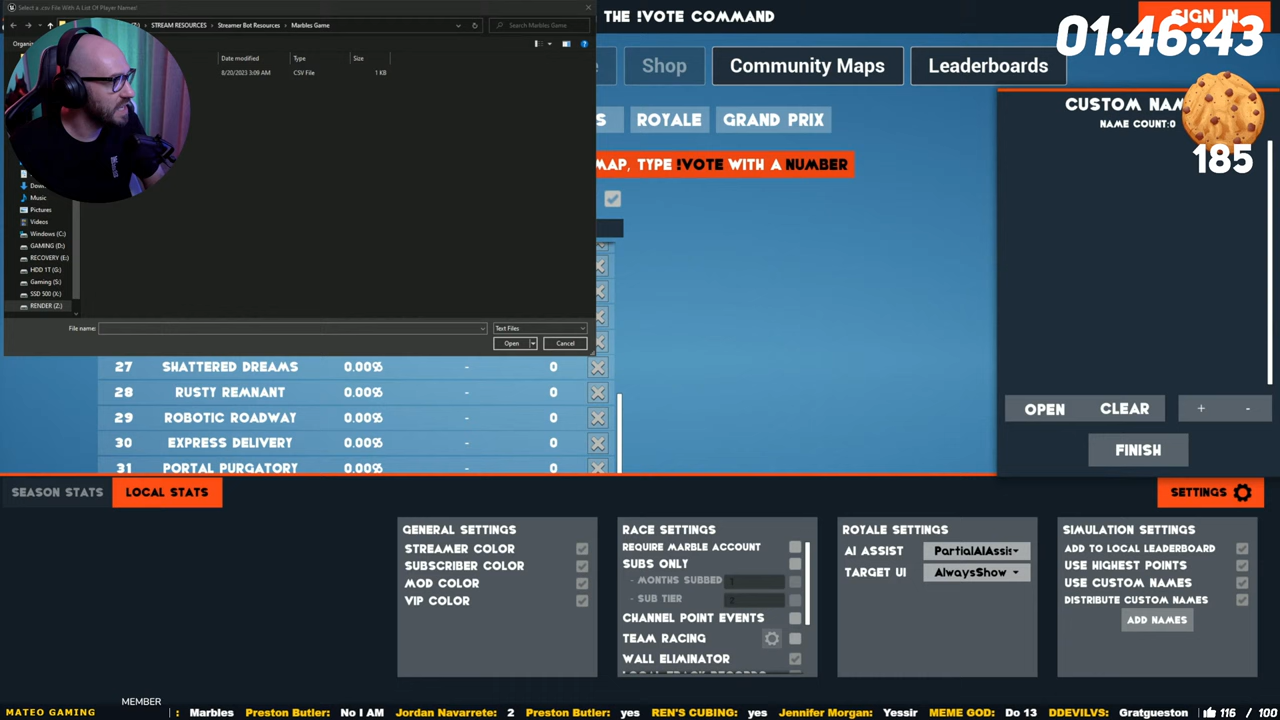 Select a .csv File With A List Of Player Names!
THE !VOTE COMMAND
SIGN IN
01:46:43
STREAM RESOURCES > Streamer Bot Resources > Marbles Game
Search Marbles Game
Date modified Type Size
8/20/2023 3:09 AM CSV File 1 KB
Music
Pictures
Videos
Windows (C:)
GAMING (D:)
RECOVERY (E:)
HDD 1T (G:)
Gaming (S:)
SSD 500 (X:)
RENDER (Z:)
File name:
Text Files
Open Cancel
Shop Community Maps Leaderboards
ROYALE GRAND PRIX
MAP, TYPE !VOTE WITH A NUMBER
CUSTOM NAM
NAME COUNT:0
185
27 SHATTERED DREAMS 0.00% - 0
28 RUSTY REMNANT 0.00% - 0
29 ROBOTIC ROADWAY 0.00% - 0
30 EXPRESS DELIVERY 0.00% - 0
31 PORTAL PURGATORY 0.00% - 0
OPEN CLEAR + -
FINISH
SEASON STATS LOCAL STATS
SETTINGS
GENERAL SETTINGS
STREAMER COLOR
SUBSCRIBER COLOR
MOD COLOR
VIP COLOR
RACE SETTINGS
REQUIRE MARBLE ACCOUNT
SUBS ONLY
- MONTHS SUBBED 1
- SUB TIER
CHANNEL POINT EVENTS
TEAM RACING
WALL ELIMINATOR
LOCAL TRACK RECORDS
ROYALE SETTINGS
AI ASSIST PartialAIAssis
TARGET UI AlwaysShow
SIMULATION SETTINGS
ADD TO LOCAL LEADERBOARD
USE HIGHEST POINTS
USE CUSTOM NAMES
DISTRIBUTE CUSTOM NAMES
ADD NAMES
MEMBER
MATEO GAMING : Marbles Preston Butler: No I AM Jordan Navarrete: 2 Preston Butler: yes REN'S CUBING: yes Jennifer Morgan: Yessir MEME GOD: Do 13 DDEVILVS: Gratgueston
116 / 100